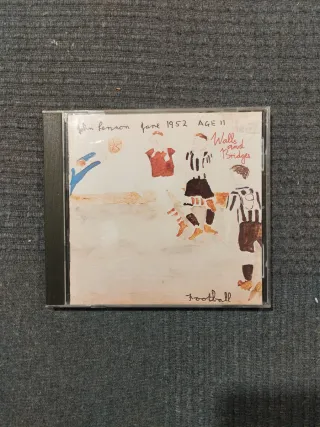 John Lennon June 1952 AGE 11
Walls
and
Bridges
Football